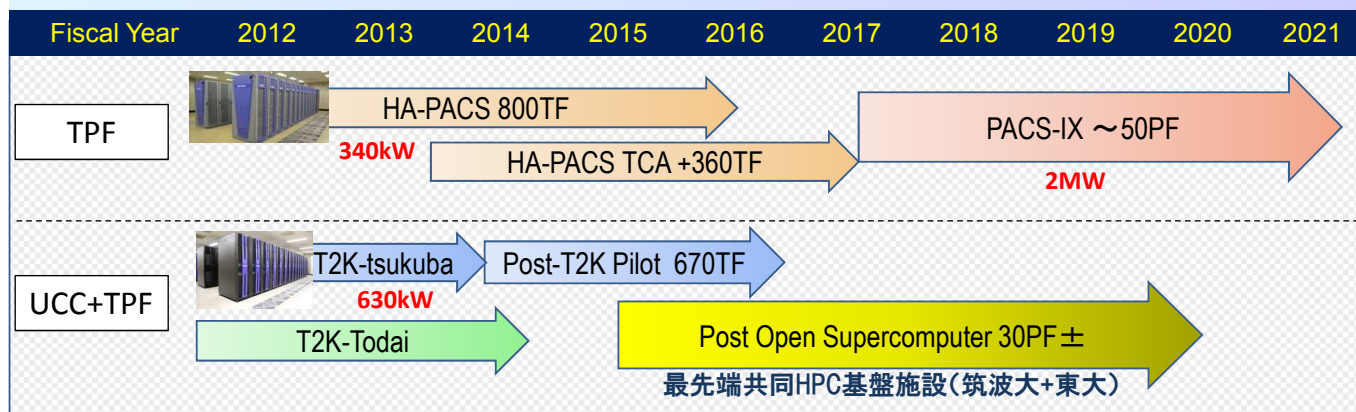 Fiscal Year 2012 2013 2014 2015 2016 2017 2018 2019 2020 2021
TPF
HA-PACS 800TF
340kW
HA-PACS TCA +360TF
PACS-IX ～50PF
2MW
UCC+TPF
T2K-tsukuba
630kW
Post-T2K Pilot 670TF
T2K-Todai
Post Open Supercomputer 30PF±
最先端共同HPC基盤施設（筑波大+東大）